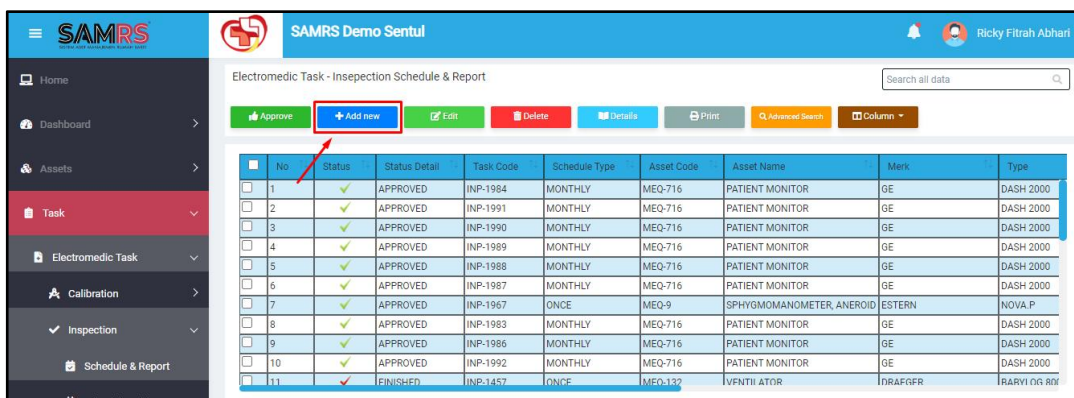 SAMRS
SAMRS Demo Sentul
Ricky Fitrah Abhari
Home
Dashboard
Assets
Task
Electromedic Task
Calibration
Inspection
Schedule & Report
Electromedic Task - Insepection Schedule & Report
Search all data
Approve Add new Edit Delete Details Print Advanced Search Column
No Status Status Detail Task Code Schedule Type Asset Code Asset Name Merk Type
1 APPROVED INP-1984 MONTHLY MEQ-716 PATIENT MONITOR GE DASH 2000
2 APPROVED INP-1991 MONTHLY MEQ-716 PATIENT MONITOR GE DASH 2000
3 APPROVED INP-1990 MONTHLY MEQ-716 PATIENT MONITOR GE DASH 2000
4 APPROVED INP-1989 MONTHLY MEQ-716 PATIENT MONITOR GE DASH 2000
5 APPROVED INP-1988 MONTHLY MEQ-716 PATIENT MONITOR GE DASH 2000
6 APPROVED INP-1987 MONTHLY MEQ-716 PATIENT MONITOR GE DASH 2000
7 APPROVED INP-1967 ONCE MEQ-9 SPHYGMOMANOMETER, ANEROID ESTERN NOVA.P
8 APPROVED INP-1983 MONTHLY MEQ-716 PATIENT MONITOR GE DASH 2000
9 APPROVED INP-1986 MONTHLY MEQ-716 PATIENT MONITOR GE DASH 2000
10 APPROVED INP-1992 MONTHLY MEQ-716 PATIENT MONITOR GE DASH 2000
11 FINISHED INP-1457 ONCE MEQ-132 VENTILATOR DRAEGER BABYLOG 800